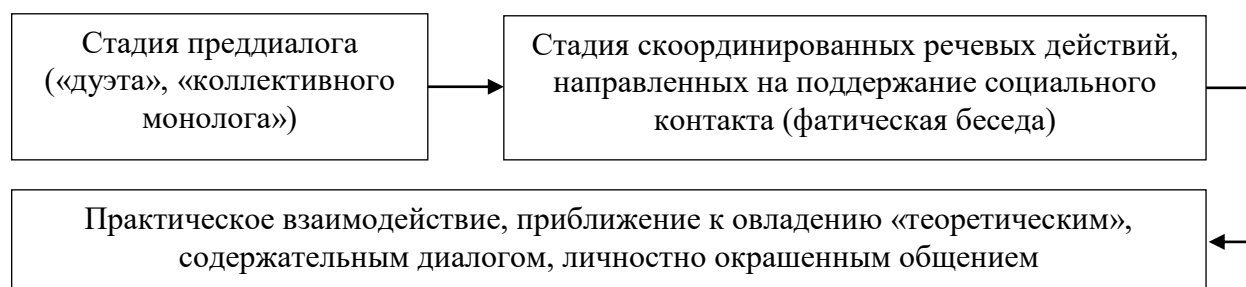 Стадия преддиалога
(«дуэта», «коллективного
монолога»)
Стадия скоординированных речевых действий,
направленных на поддержание социального
контакта (фатическая беседа)
Практическое взаимодействие, приближение к овладению «теоретическим»,
содержательным диалогом, личностно окрашенным общением